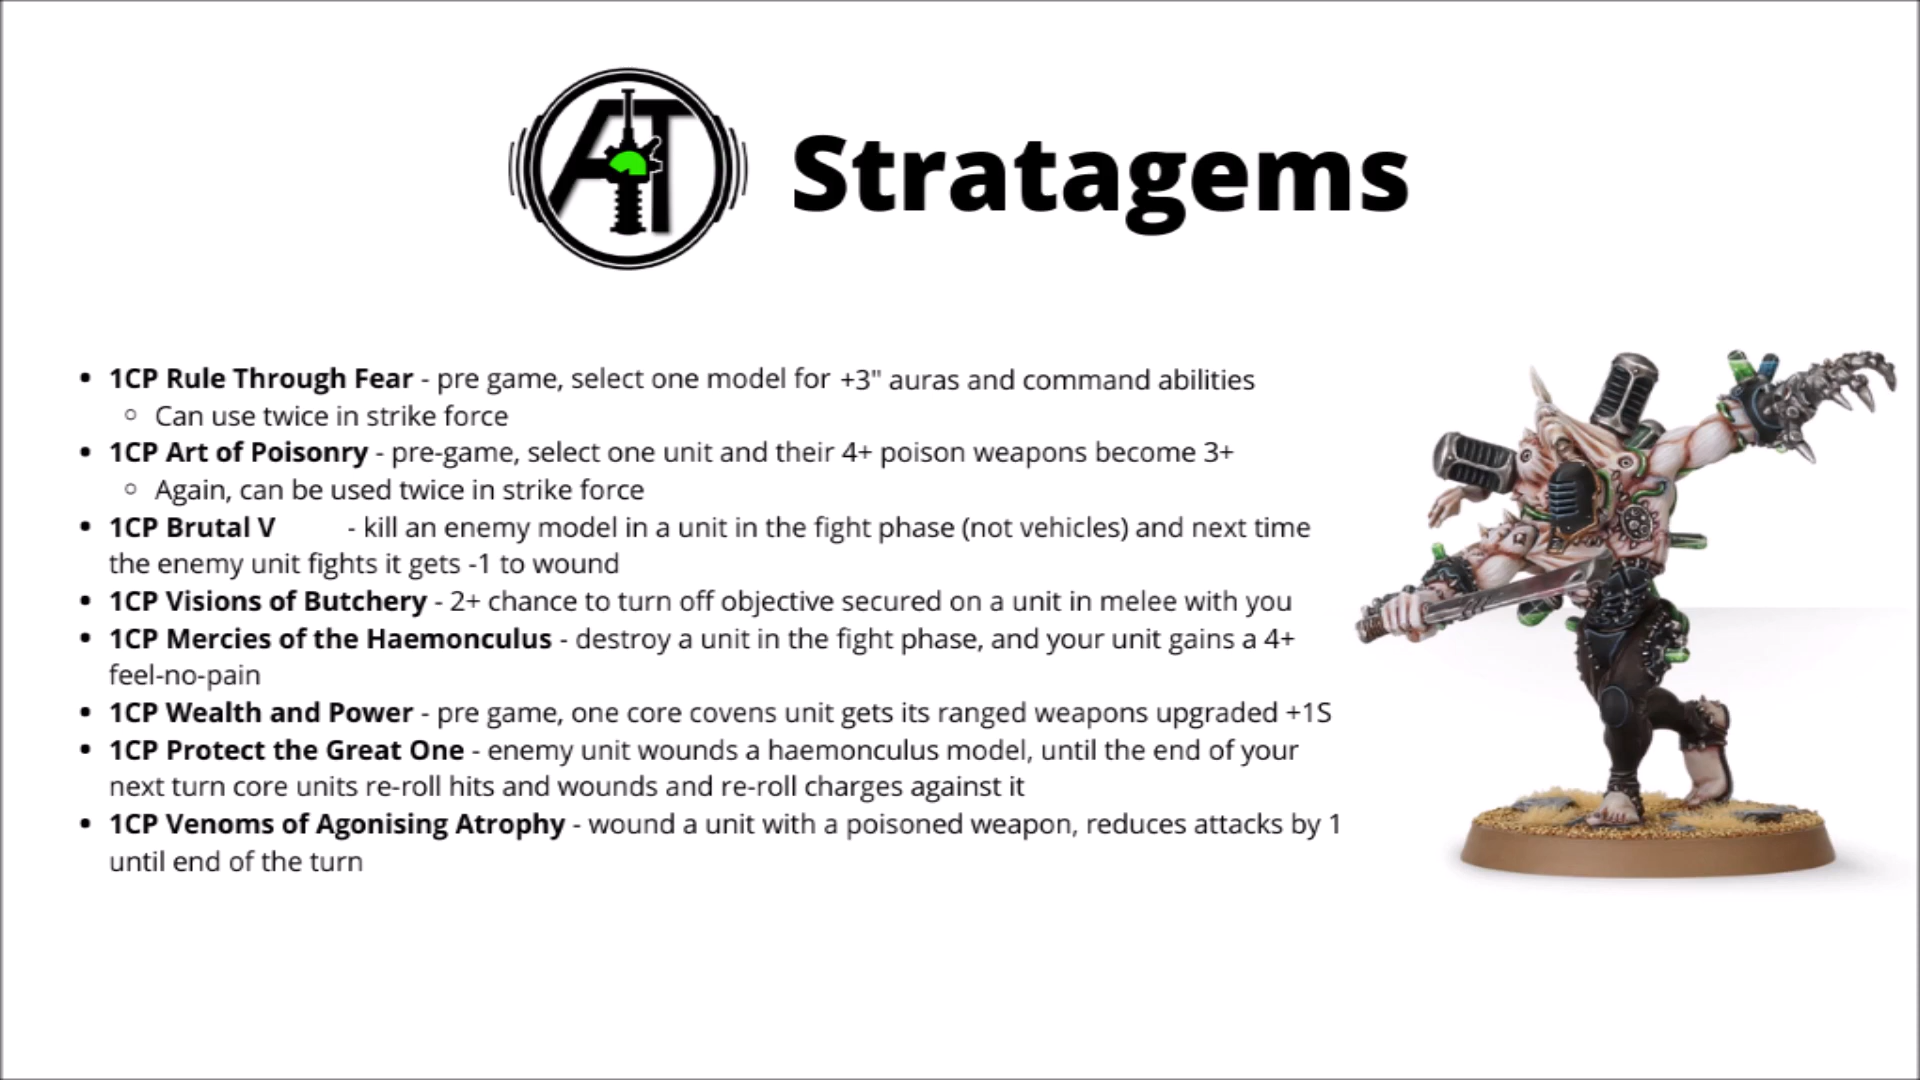 AT
Stratagems
• 1CP Rule Through Fear - pre game, select one model for +3" auras and command abilities
○ Can use twice in strike force
• 1CP Art of Poisonry - pre-game, select one unit and their 4+ poison weapons become 3+
○ Again, can be used twice in strike force
• 1CP Brutal V - kill an enemy model in a unit in the fight phase (not vehicles) and next time
the enemy unit fights it gets -1 to wound
• 1CP Visions of Butchery - 2+ chance to turn off objective secured on a unit in melee with you
• 1CP Mercies of the Haemonculus - destroy a unit in the fight phase, and your unit gains a 4+
feel-no-pain
• 1CP Wealth and Power - pre game, one core covens unit gets its ranged weapons upgraded +1S
• 1CP Protect the Great One - enemy unit wounds a haemonculus model, until the end of your
next turn core units re-roll hits and wounds and re-roll charges against it
• 1CP Venoms of Agonising Atrophy - wound a unit with a poisoned weapon, reduces attacks by 1
until end of the turn